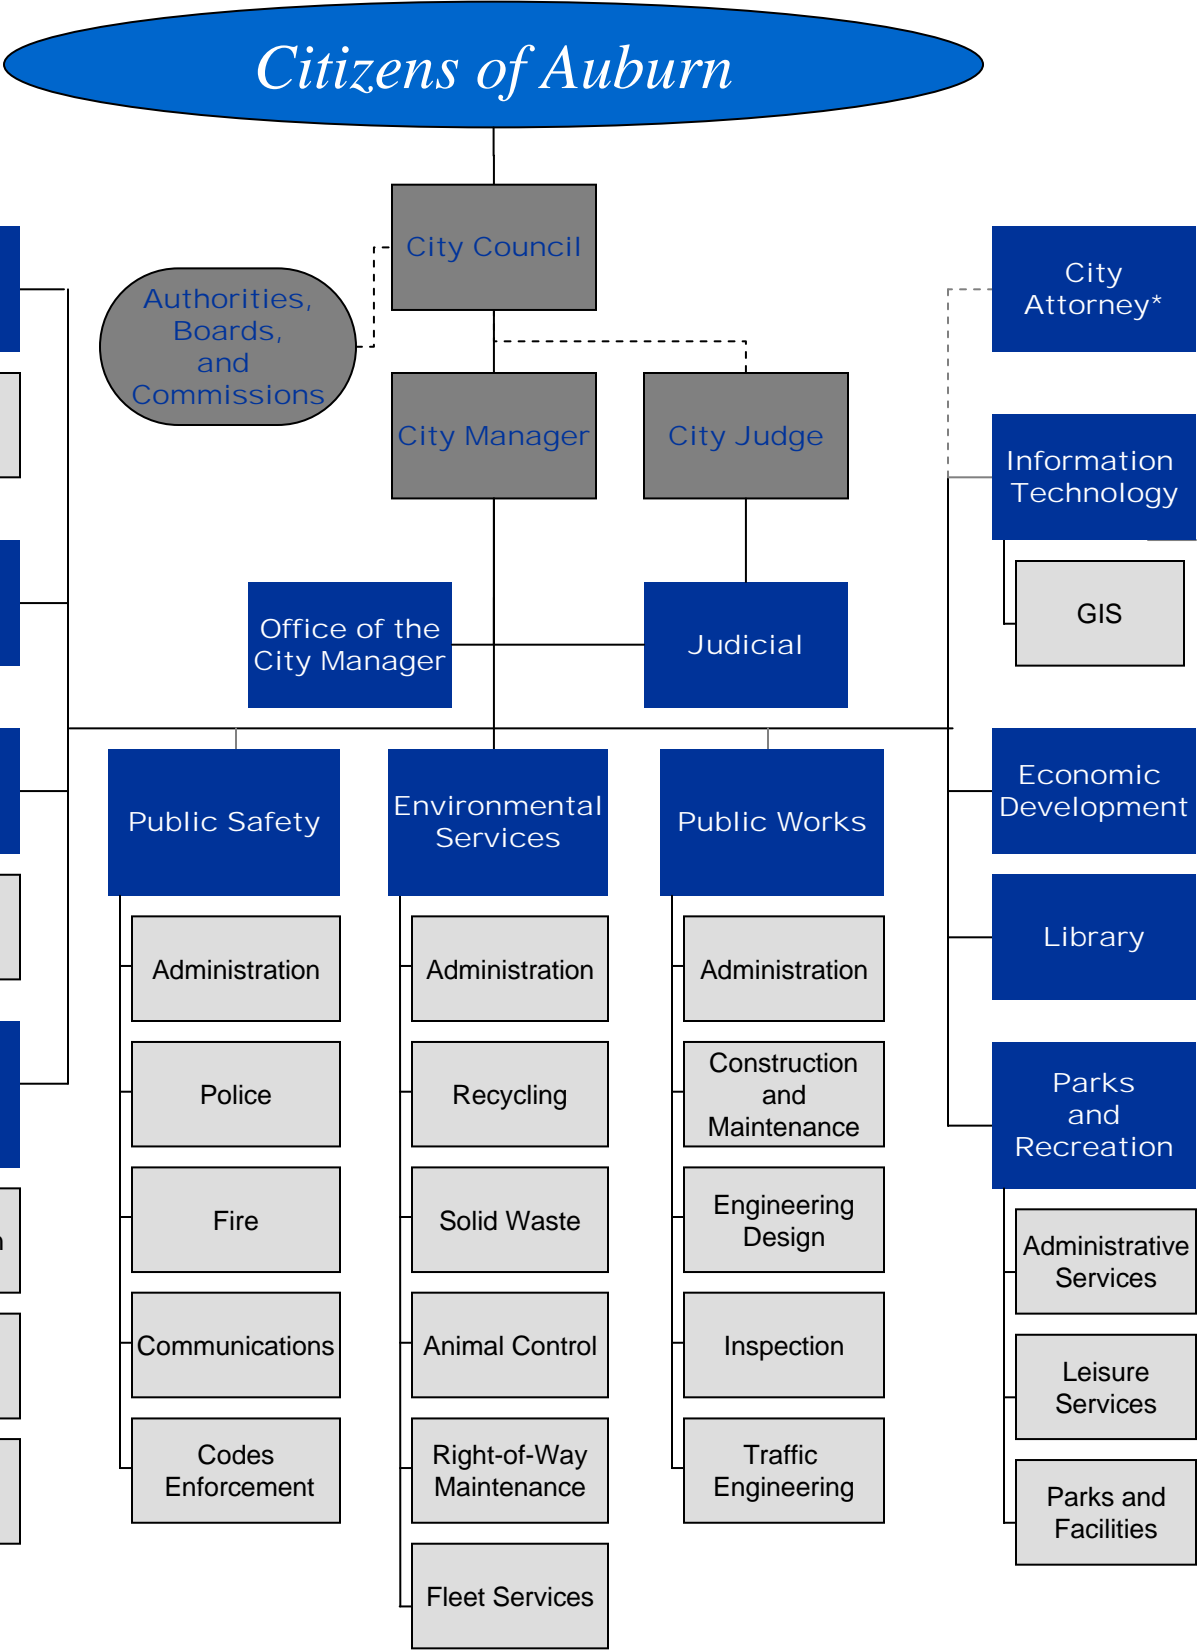 Citizens of Auburn
City Council
Authorities,
Boards,
and
Commissions
City Manager
City Judge
City
Attorney*
Information
Technology
GIS
Office of the
City Manager
Judicial
Public Safety
Environmental
Services
Public Works
Economic
Development
Library
Parks
and
Recreation
Administration
Police
Fire
Communications
Codes
Enforcement
Administration
Recycling
Solid Waste
Animal Control
Right-of-Way
Maintenance
Fleet Services
Administration
Construction
and
Maintenance
Engineering
Design
Inspection
Traffic
Engineering
Administrative
Services
Leisure
Services
Parks and
Facilities